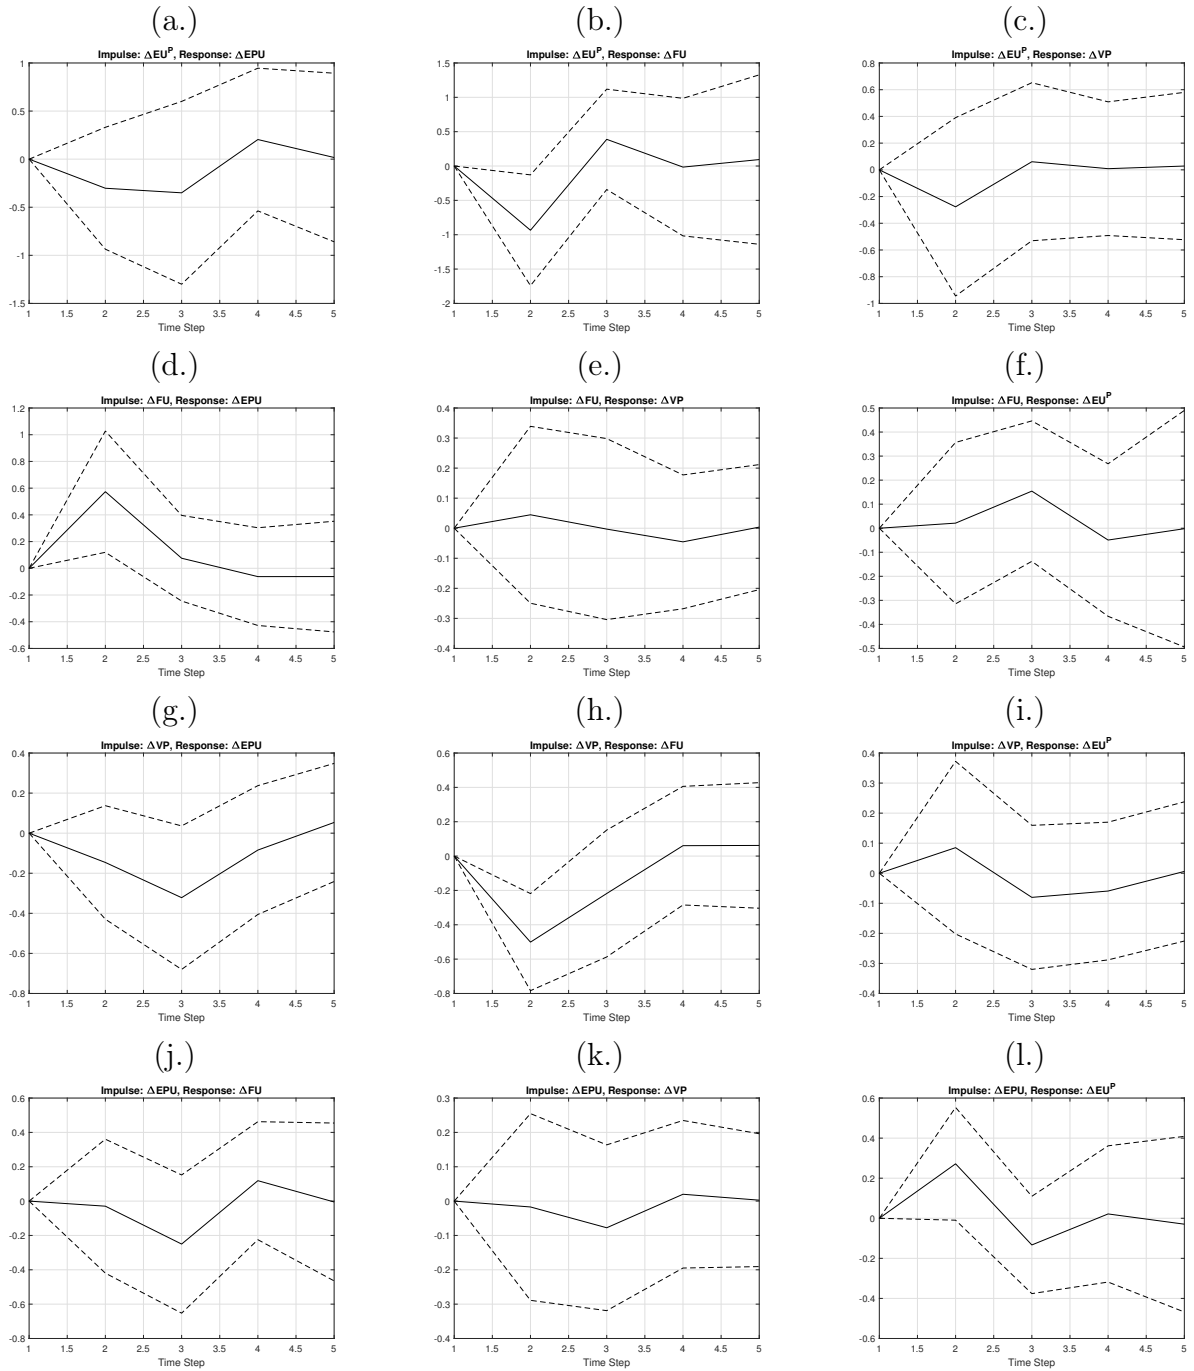 (a.) (b.) (c.)
Impulse: ΔEU^P, Response: ΔEPU
1
0.5
0
-0.5
-1
-1.5
1 1.5 2 2.5 3 3.5 4 4.5 5
Time Step
Impulse: ΔEU^P, Response: ΔFU
1.5
1
0.5
0
-0.5
-1
-1.5
-2
1 1.5 2 2.5 3 3.5 4 4.5 5
Time Step
Impulse: ΔEU^P, Response: ΔVP
0.8
0.6
0.4
0.2
0
-0.2
-0.4
-0.6
-0.8
-1
1 1.5 2 2.5 3 3.5 4 4.5 5
Time Step
(d.) (e.) (f.)
Impulse: ΔFU, Response: ΔEPU
1.2
1
0.8
0.6
0.4
0.2
0
-0.2
-0.4
-0.6
1 1.5 2 2.5 3 3.5 4 4.5 5
Time Step
Impulse: ΔFU, Response: ΔVP
0.4
0.3
0.2
0.1
0
-0.1
-0.2
-0.3
-0.4
1 1.5 2 2.5 3 3.5 4 4.5 5
Time Step
Impulse: ΔFU, Response: ΔEU^P
0.5
0.4
0.3
0.2
0.1
0
-0.1
-0.2
-0.3
-0.4
-0.5
1 1.5 2 2.5 3 3.5 4 4.5 5
Time Step
(g.) (h.) (i.)
Impulse: ΔVP, Response: ΔEPU
0.4
0.2
0
-0.2
-0.4
-0.6
-0.8
1 1.5 2 2.5 3 3.5 4 4.5 5
Time Step
Impulse: ΔVP, Response: ΔFU
0.6
0.4
0.2
0
-0.2
-0.4
-0.6
-0.8
1 1.5 2 2.5 3 3.5 4 4.5 5
Time Step
Impulse: ΔVP, Response: ΔEU^P
0.4
0.3
0.2
0.1
0
-0.1
-0.2
-0.3
-0.4
1 1.5 2 2.5 3 3.5 4 4.5 5
Time Step
(j.) (k.) (l.)
Impulse: ΔEPU, Response: ΔFU
0.6
0.4
0.2
0
-0.2
-0.4
-0.6
-0.8
1 1.5 2 2.5 3 3.5 4 4.5 5
Time Step
Impulse: ΔEPU, Response: ΔVP
0.3
0.2
0.1
0
-0.1
-0.2
-0.3
-0.4
1 1.5 2 2.5 3 3.5 4 4.5 5
Time Step
Impulse: ΔEPU, Response: ΔEU^P
0.6
0.4
0.2
0
-0.2
-0.4
-0.6
1 1.5 2 2.5 3 3.5 4 4.5 5
Time Step